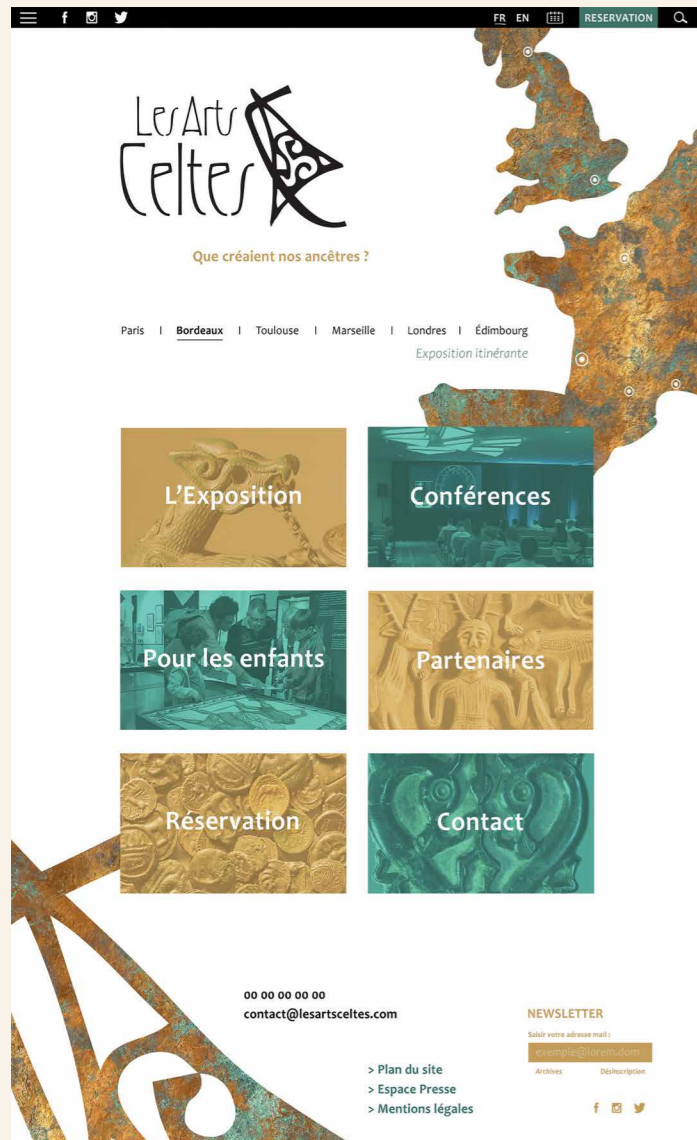 FR EN RESERVATION
Les Arts
Celtes
Que créaient nos ancêtres ?
Paris | Bordeaux | Toulouse | Marseille | Londres | Édimbourg
Exposition itinérante
L'Exposition
Conférences
Pour les enfants
Partenaires
Réservation
Contact
00 00 00 00 00
contact@lesartsceltes.com
> Plan du site
> Espace Presse
> Mentions légales
NEWSLETTER
Saisir votre adresse mail :
exemple@lorem.dom
Archives Désinscription